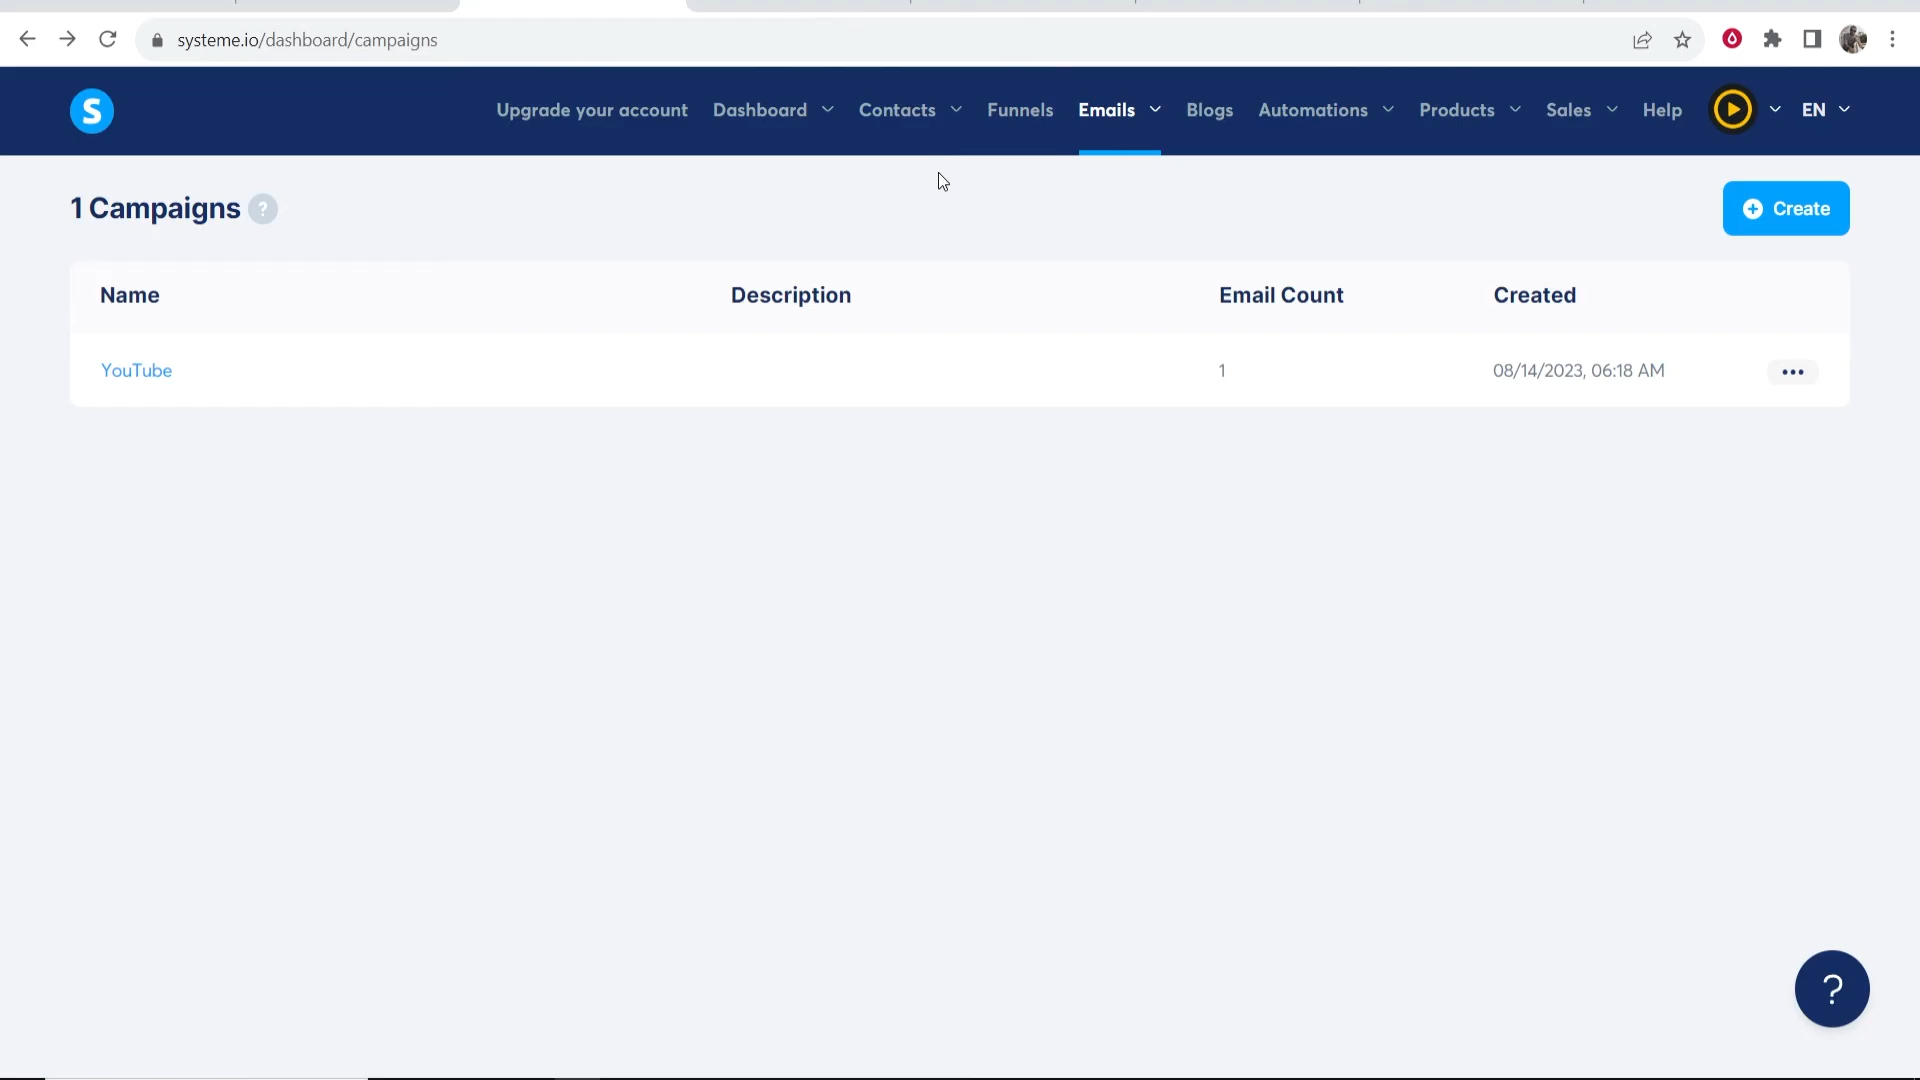 systeme.io/dashboard/campaigns
S
Upgrade your account Dashboard Contacts Funnels Emails Blogs Automations Products Sales Help EN
1 Campaigns ?
Create
Name Description Email Count Created
YouTube 1 08/14/2023, 06:18 AM
?